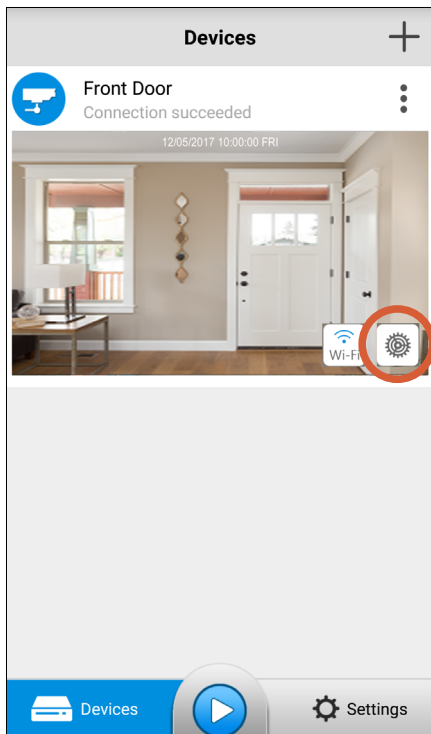 Devices
Front Door
Connection succeeded
12/05/2017 10:00:00 FRI
Wi-Fi
Devices
Settings